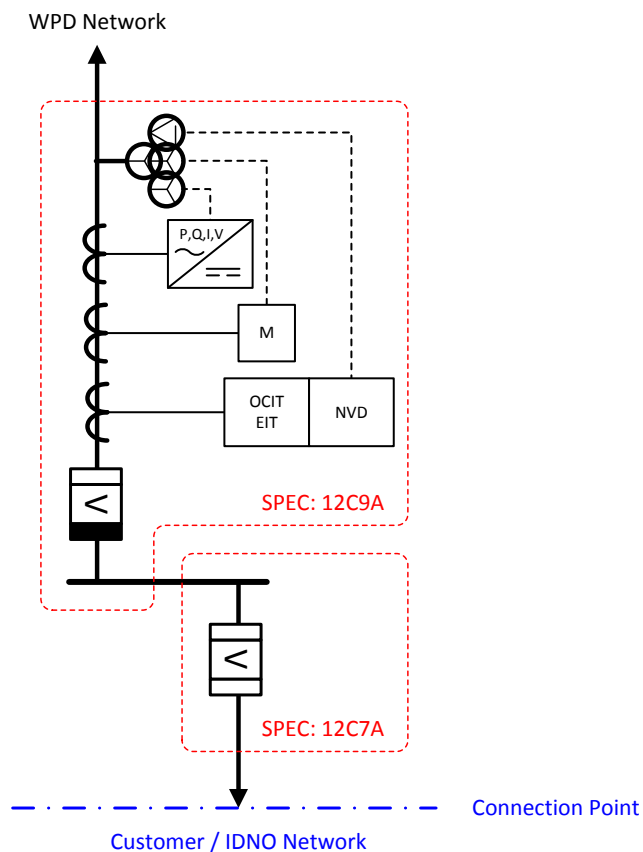 WPD Network
P,Q,I,V
M
OCIT
EIT
NVD
V
SPEC: 12C9A
V
SPEC: 12C7A
Connection Point
Customer / IDNO Network